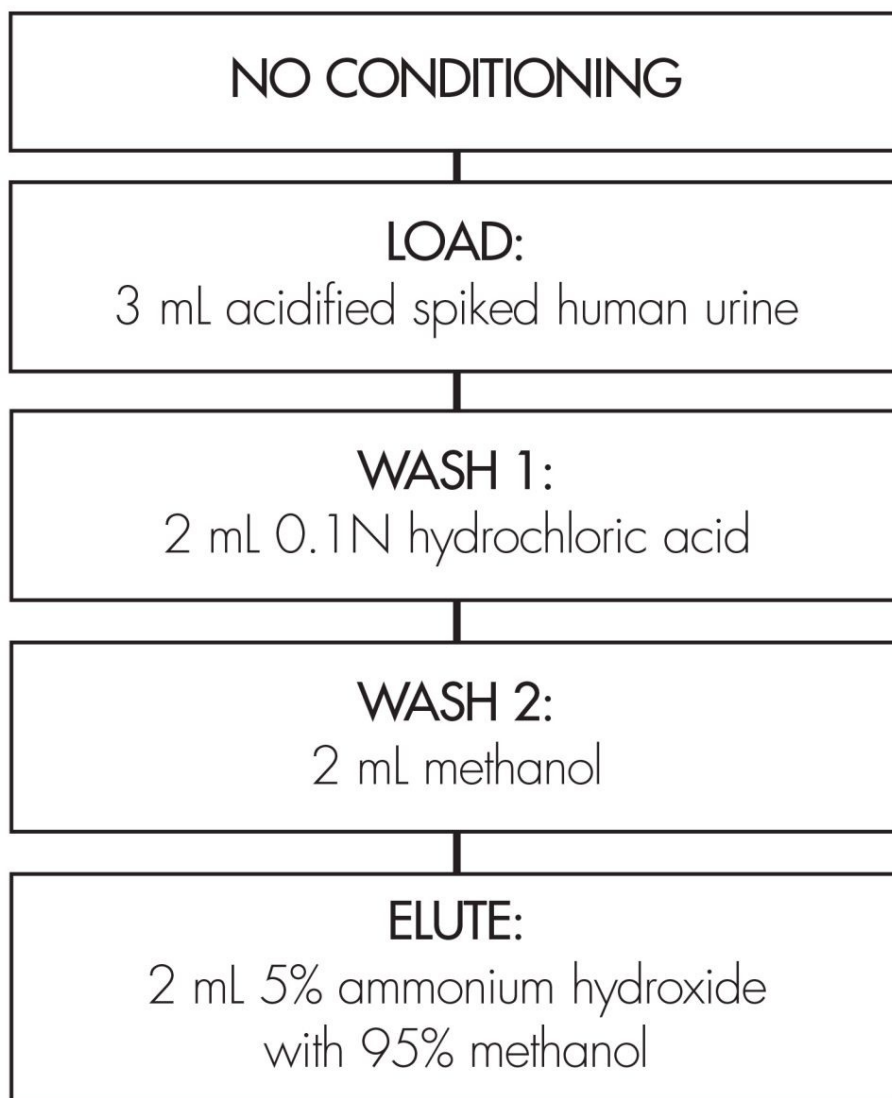 NO CONDITIONING
LOAD:
3 mL acidified spiked human urine
WASH 1:
2 mL 0.1N hydrochloric acid
WASH 2:
2 mL methanol
ELUTE:
2 mL 5% ammonium hydroxide
with 95% methanol